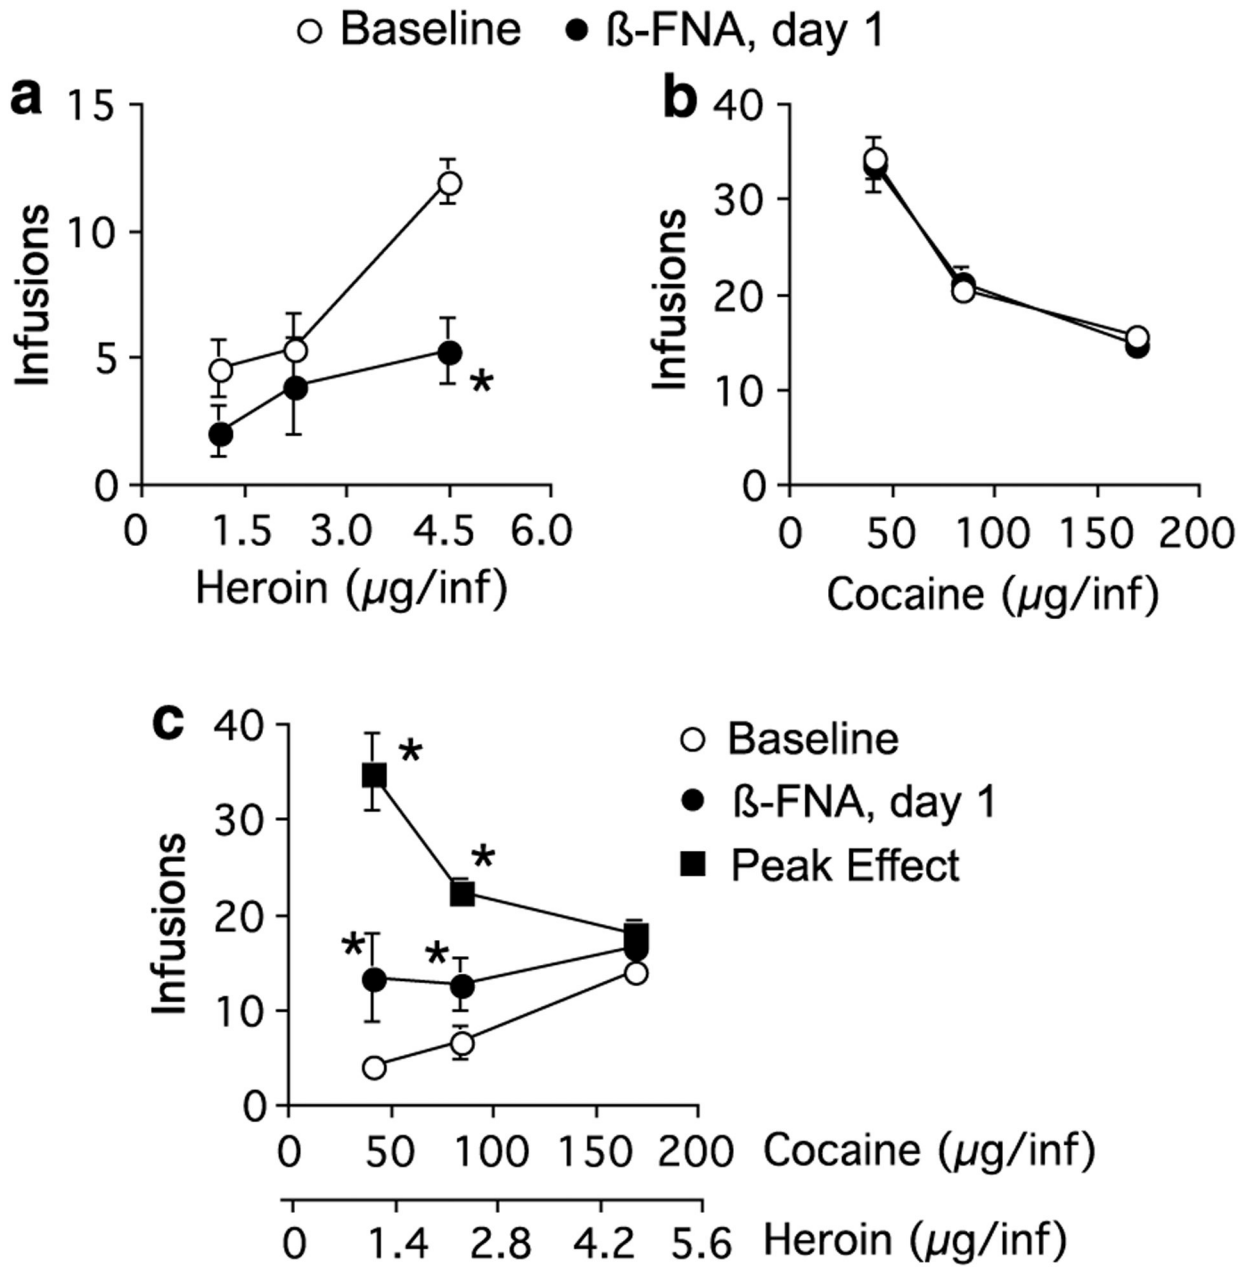 Baseline ß-FNA, day 1
a
15
10
5
0
Infusions
0 1.5 3.0 4.5 6.0
Heroin (µg/inf)
*
b
40
30
20
10
0
Infusions
0 50 100 150 200
Cocaine (µg/inf)
c
40
30
20
10
0
Infusions
*
*
*
*
Baseline
ß-FNA, day 1
Peak Effect
0 50 100 150 200 Cocaine (µg/inf)
0 1.4 2.8 4.2 5.6 Heroin (µg/inf)